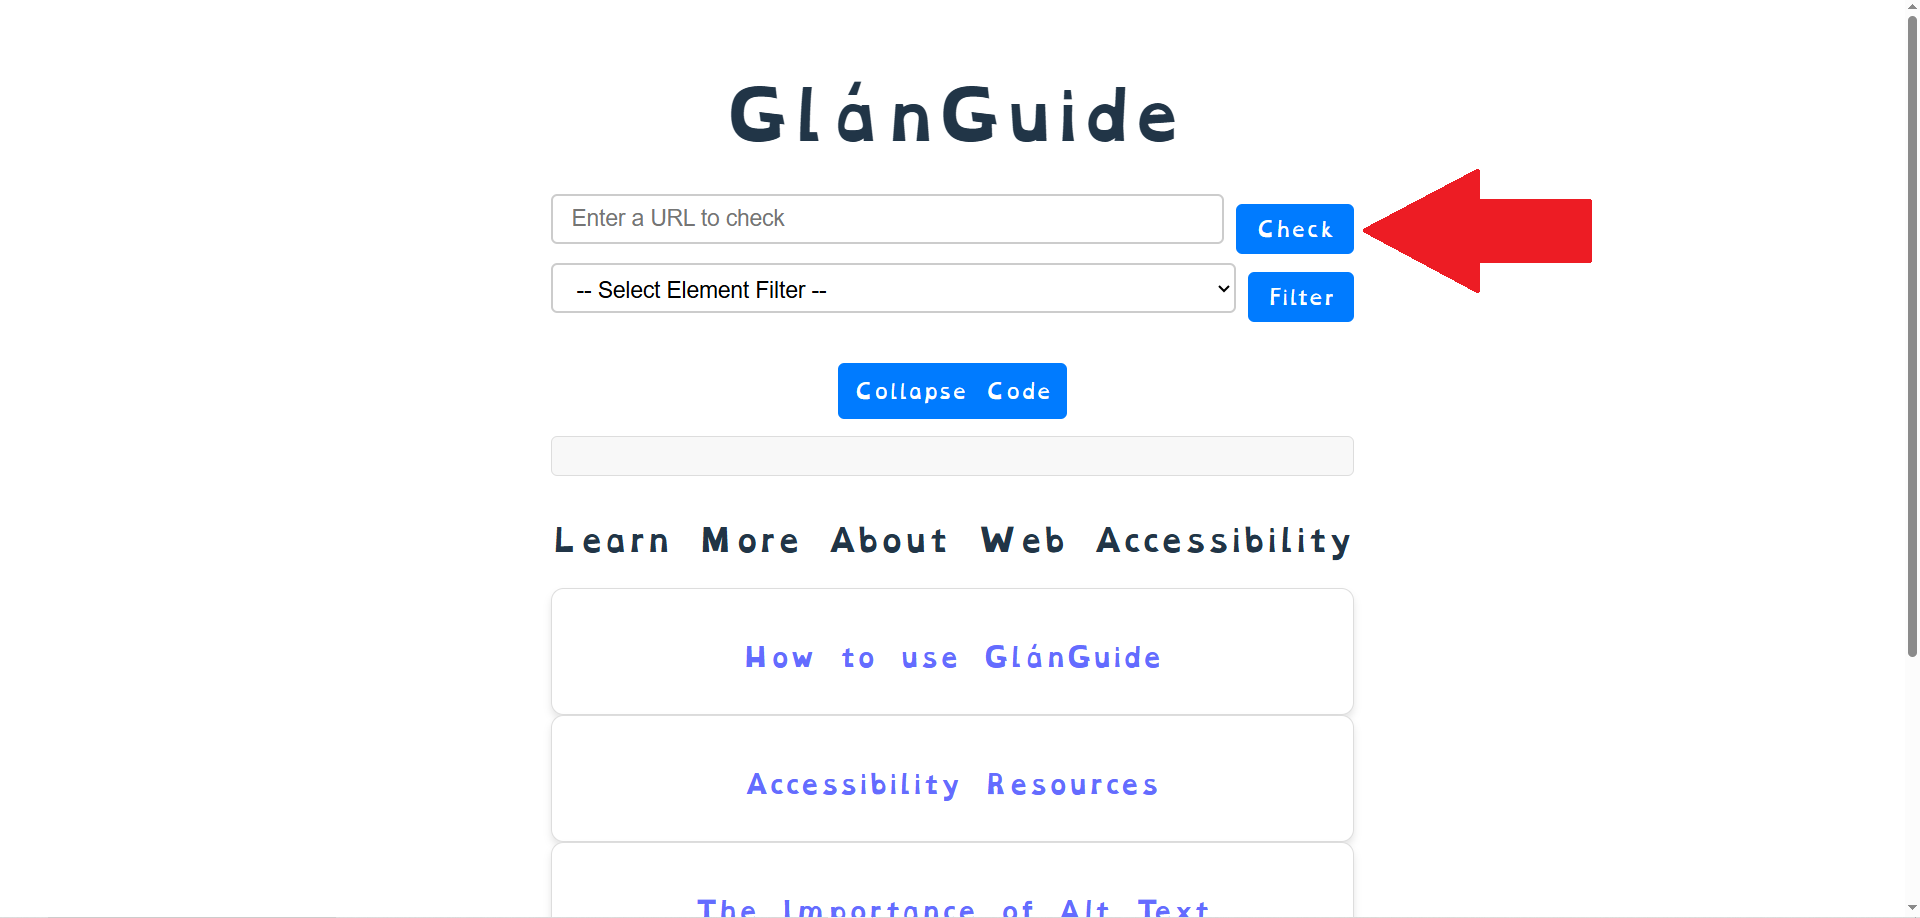 GlánGuide
Enter a URL to check
Check
-- Select Element Filter --
Filter
Collapse Code
Learn More About Web Accessibility
How to use GlánGuide
Accessibility Resources
The Importance of Alt Text